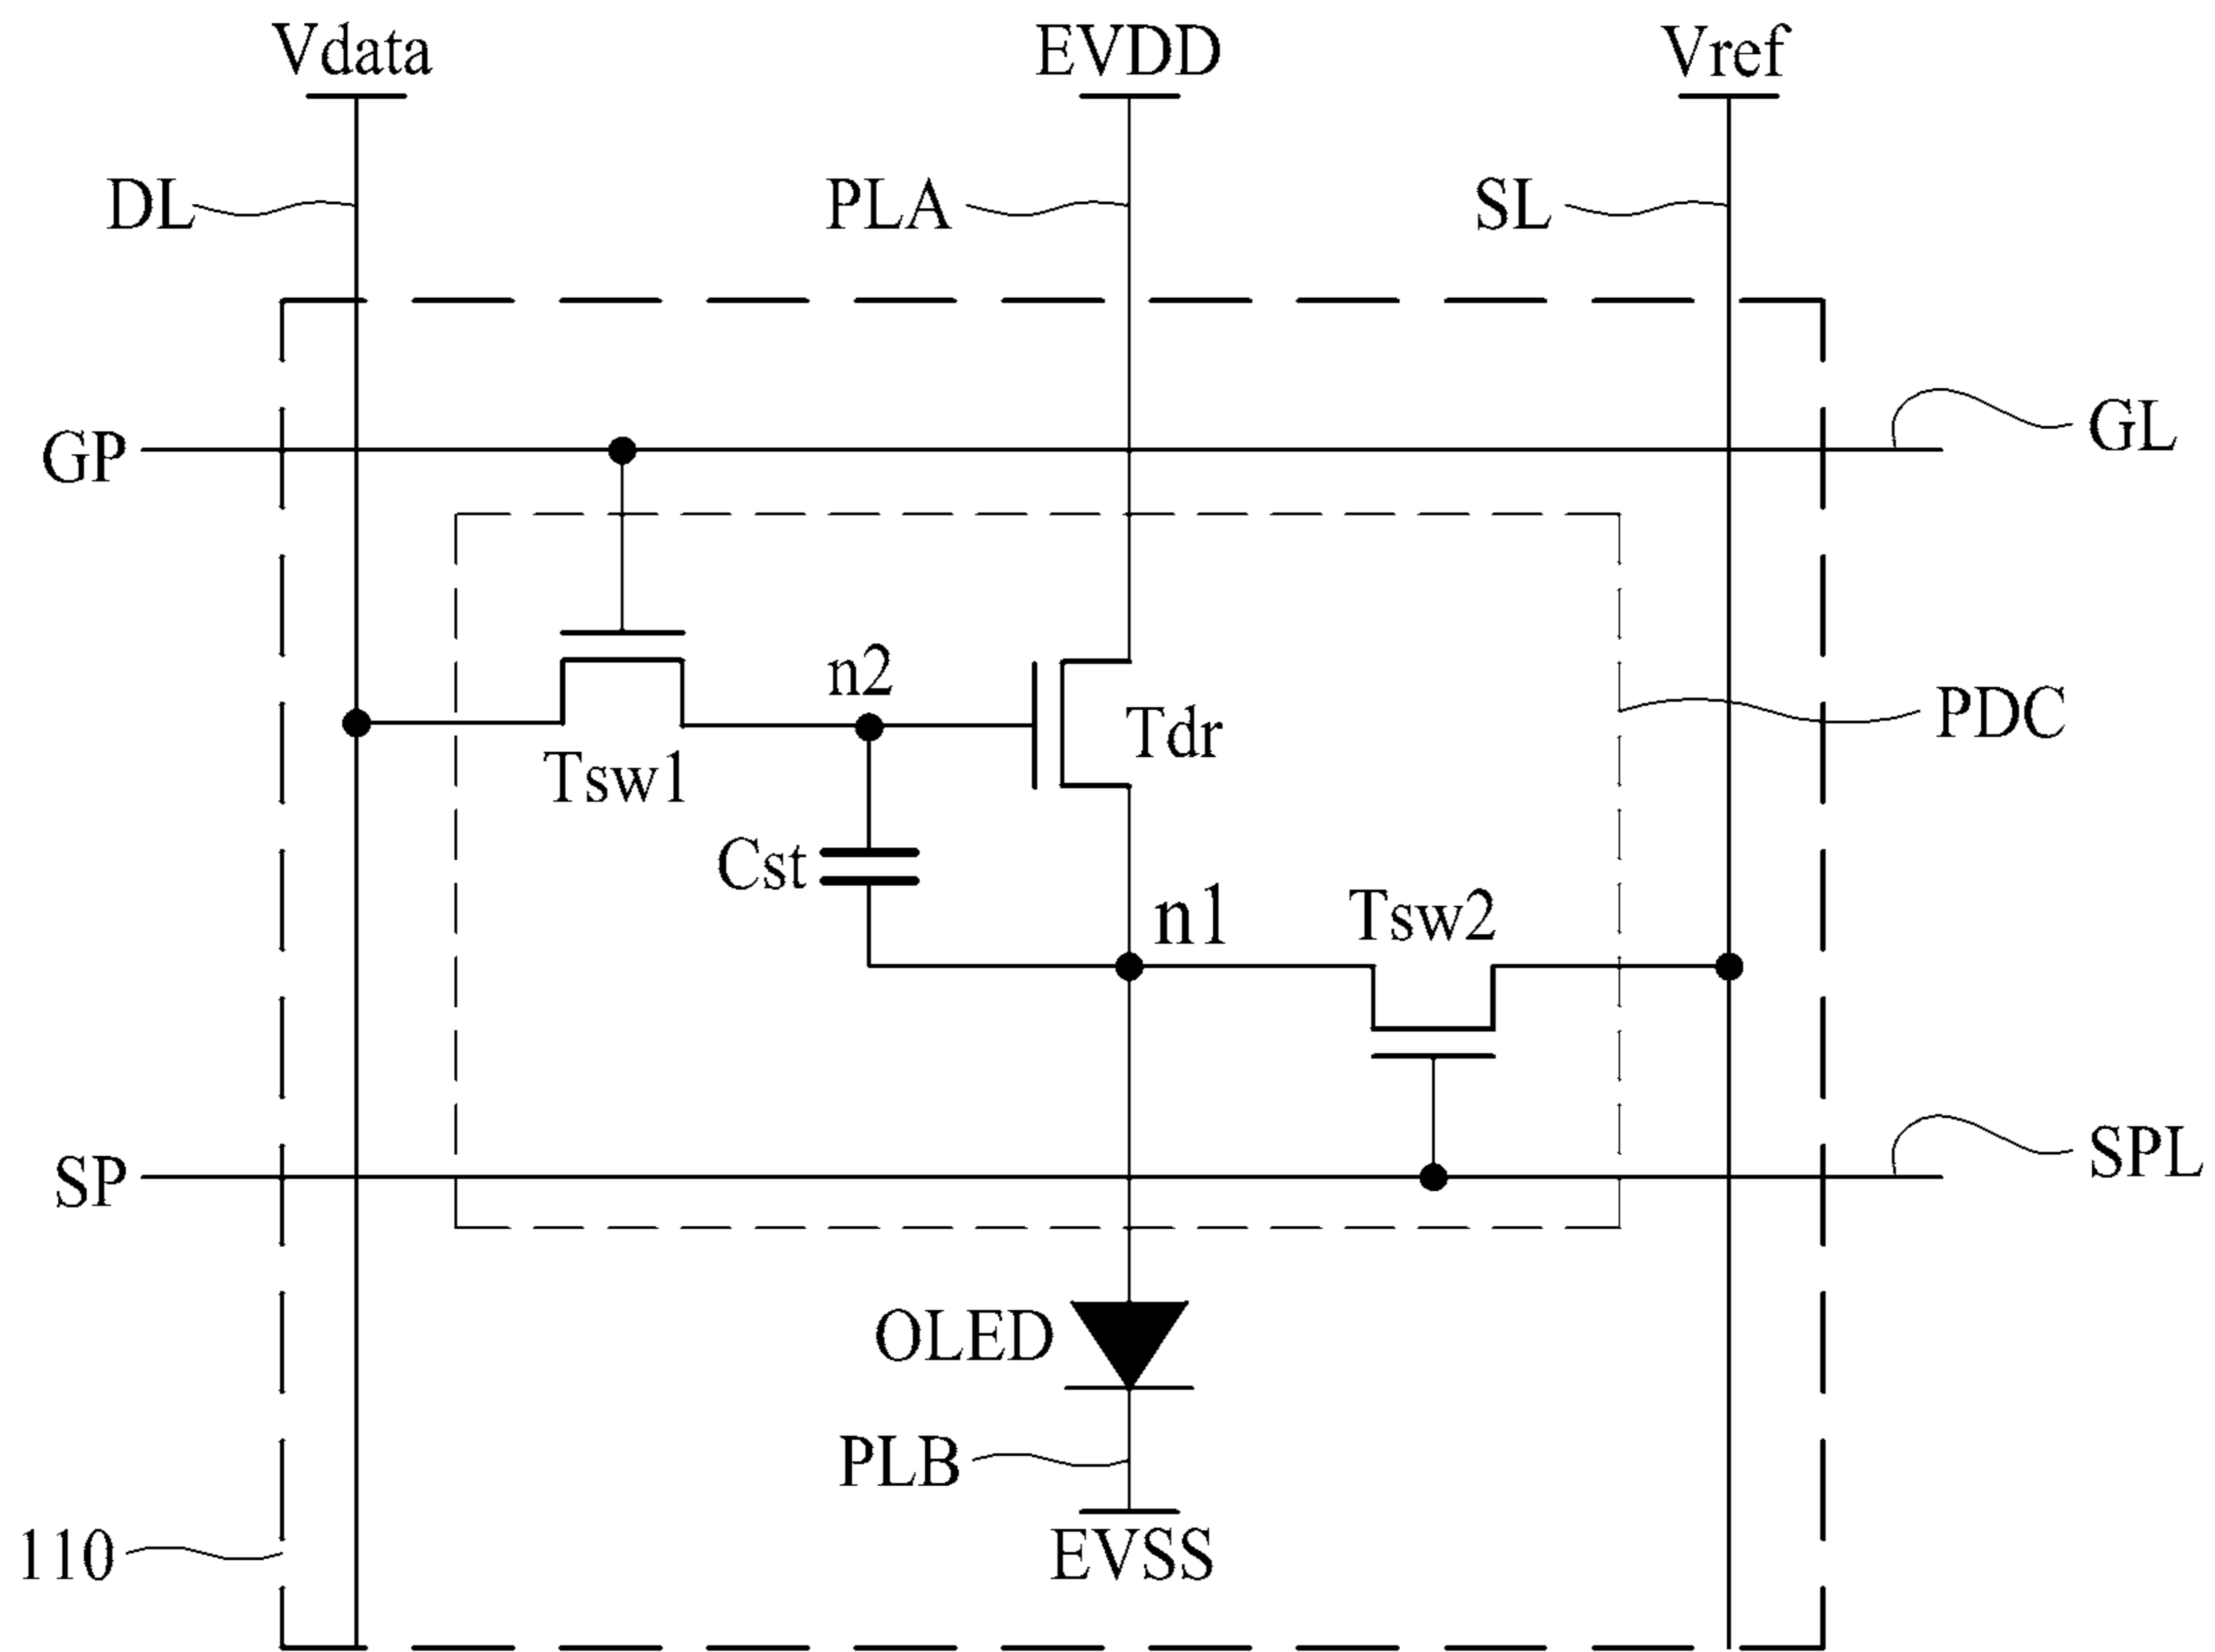 Vdata
EVDD
Vref
DL
PLA
SL
GP
GL
n2
Tdr
PDC
Tsw1
Cst
n1
Tsw2
SP
SPL
OLED
PLB
EVSS
110